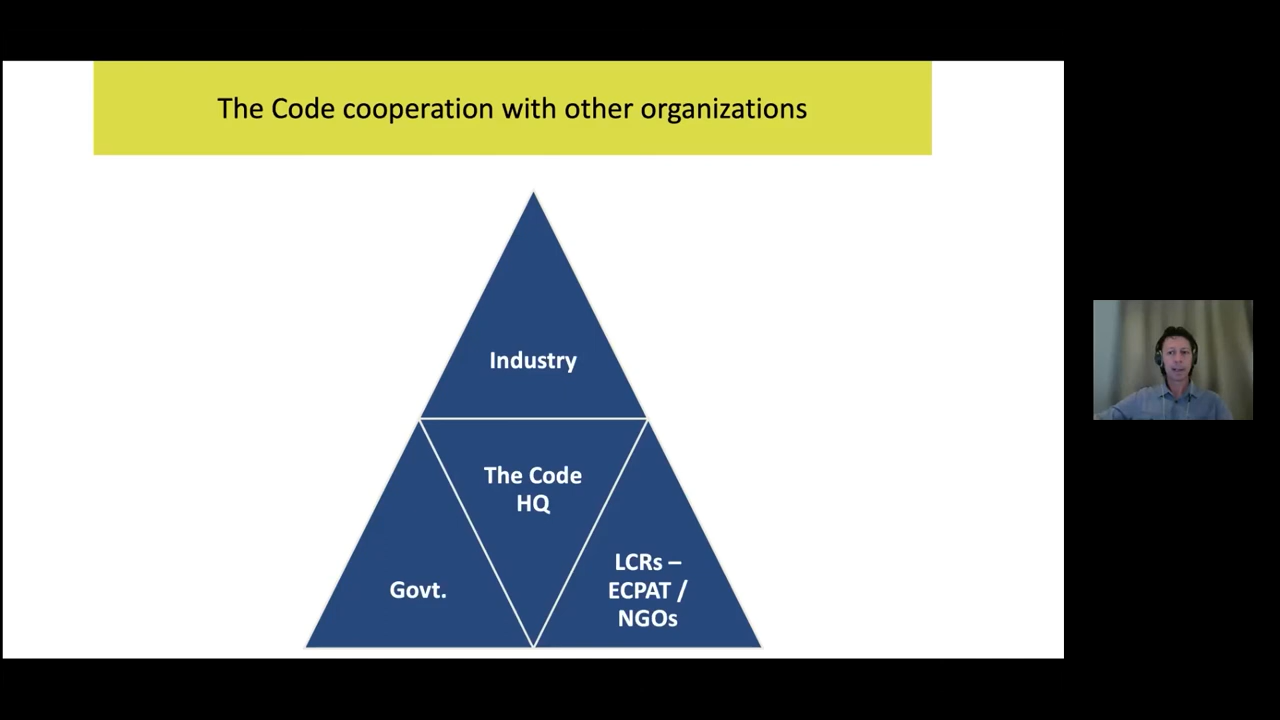 The Code cooperation with other organizations
Industry
The Code
HQ
Govt.
LCRs –
ECPAT /
NGOs